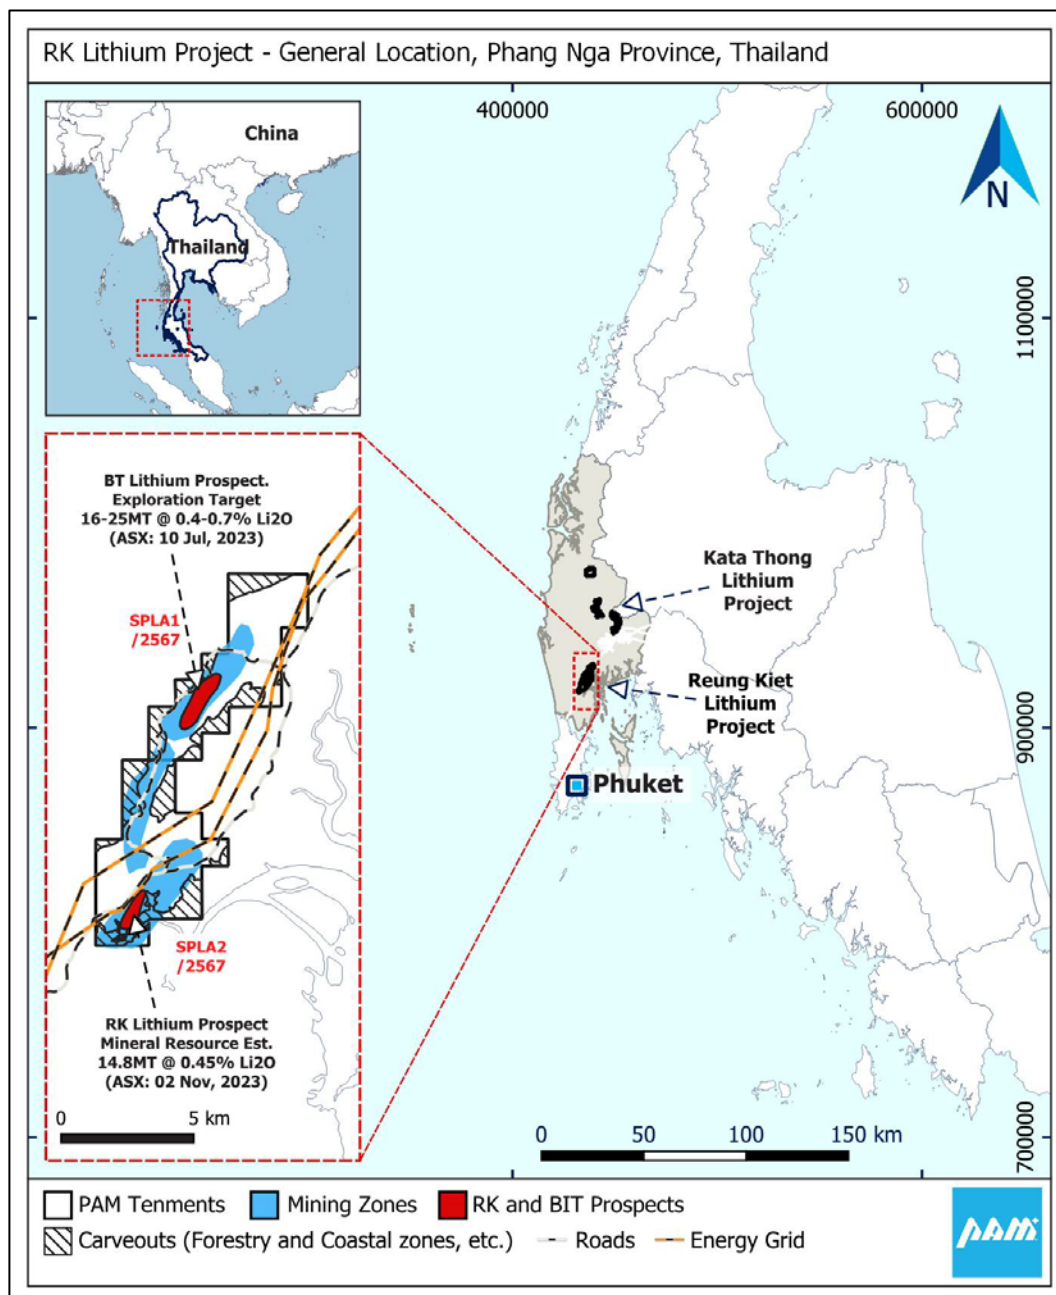 RK Lithium Project - General Location, Phang Nga Province, Thailand
400000
600000
China
Thailand
N
1100000
BT Lithium Prospect.
Exploration Target
16-25MT @ 0.4-0.7% Li2O
(ASX: 10 Jul, 2023)
SPLA1
/2567
Kata Thong
Lithium
Project
Reung Kiet
Lithium
Project
900000
Phuket
SPLA2
/2567
RK Lithium Prospect
Mineral Resource Est.
14.8MT @ 0.45% Li2O
(ASX: 02 Nov, 2023)
0 5 km
0 50 100 150 km
700000
PAM Tenments
Mining Zones
RK and BIT Prospects
Carveouts (Forestry and Coastal zones, etc.)
Roads
Energy Grid
PAM